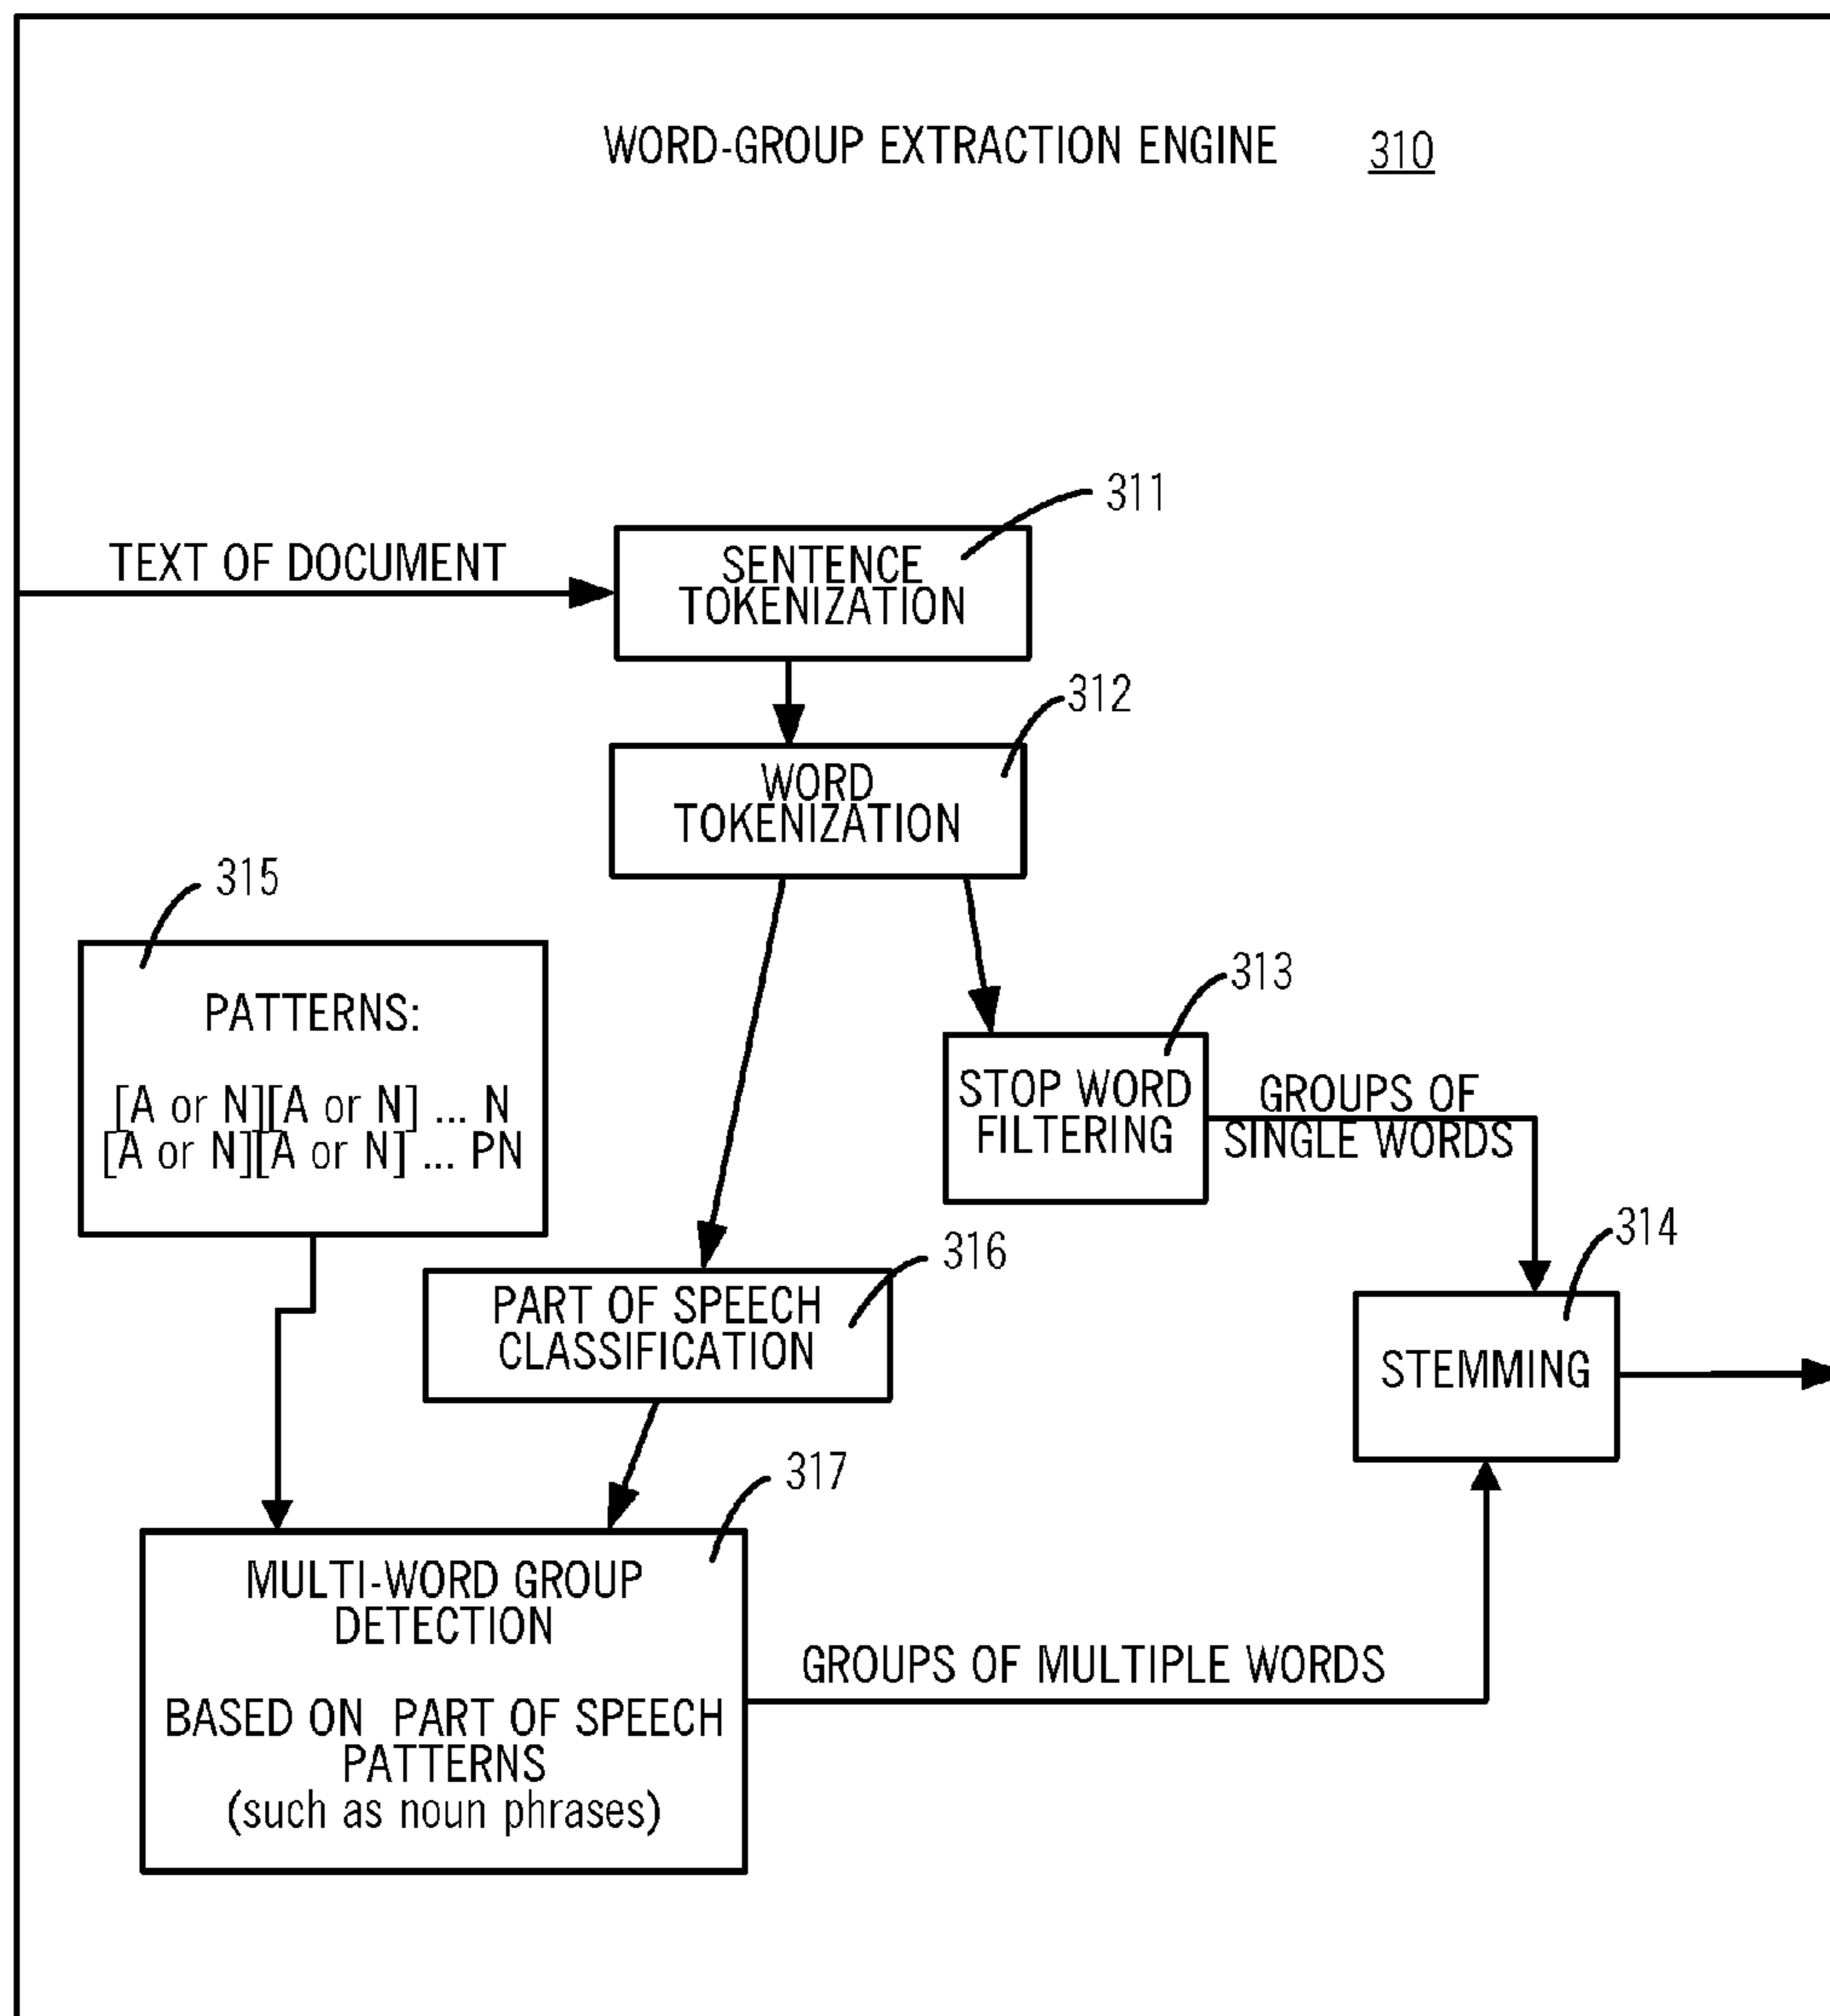 WORD-GROUP EXTRACTION ENGINE 310
311
TEXT OF DOCUMENT
SENTENCE
TOKENIZATION
312
WORD
TOKENIZATION
315
PATTERNS:
[A or N][A or N] ... N
[A or N][A or N] ... PN
313
STOP WORD
FILTERING
GROUPS OF
SINGLE WORDS
314
STEMMING
316
PART OF SPEECH
CLASSIFICATION
317
MULTI-WORD GROUP
DETECTION
BASED ON PART OF SPEECH
PATTERNS
(such as noun phrases)
GROUPS OF MULTIPLE WORDS